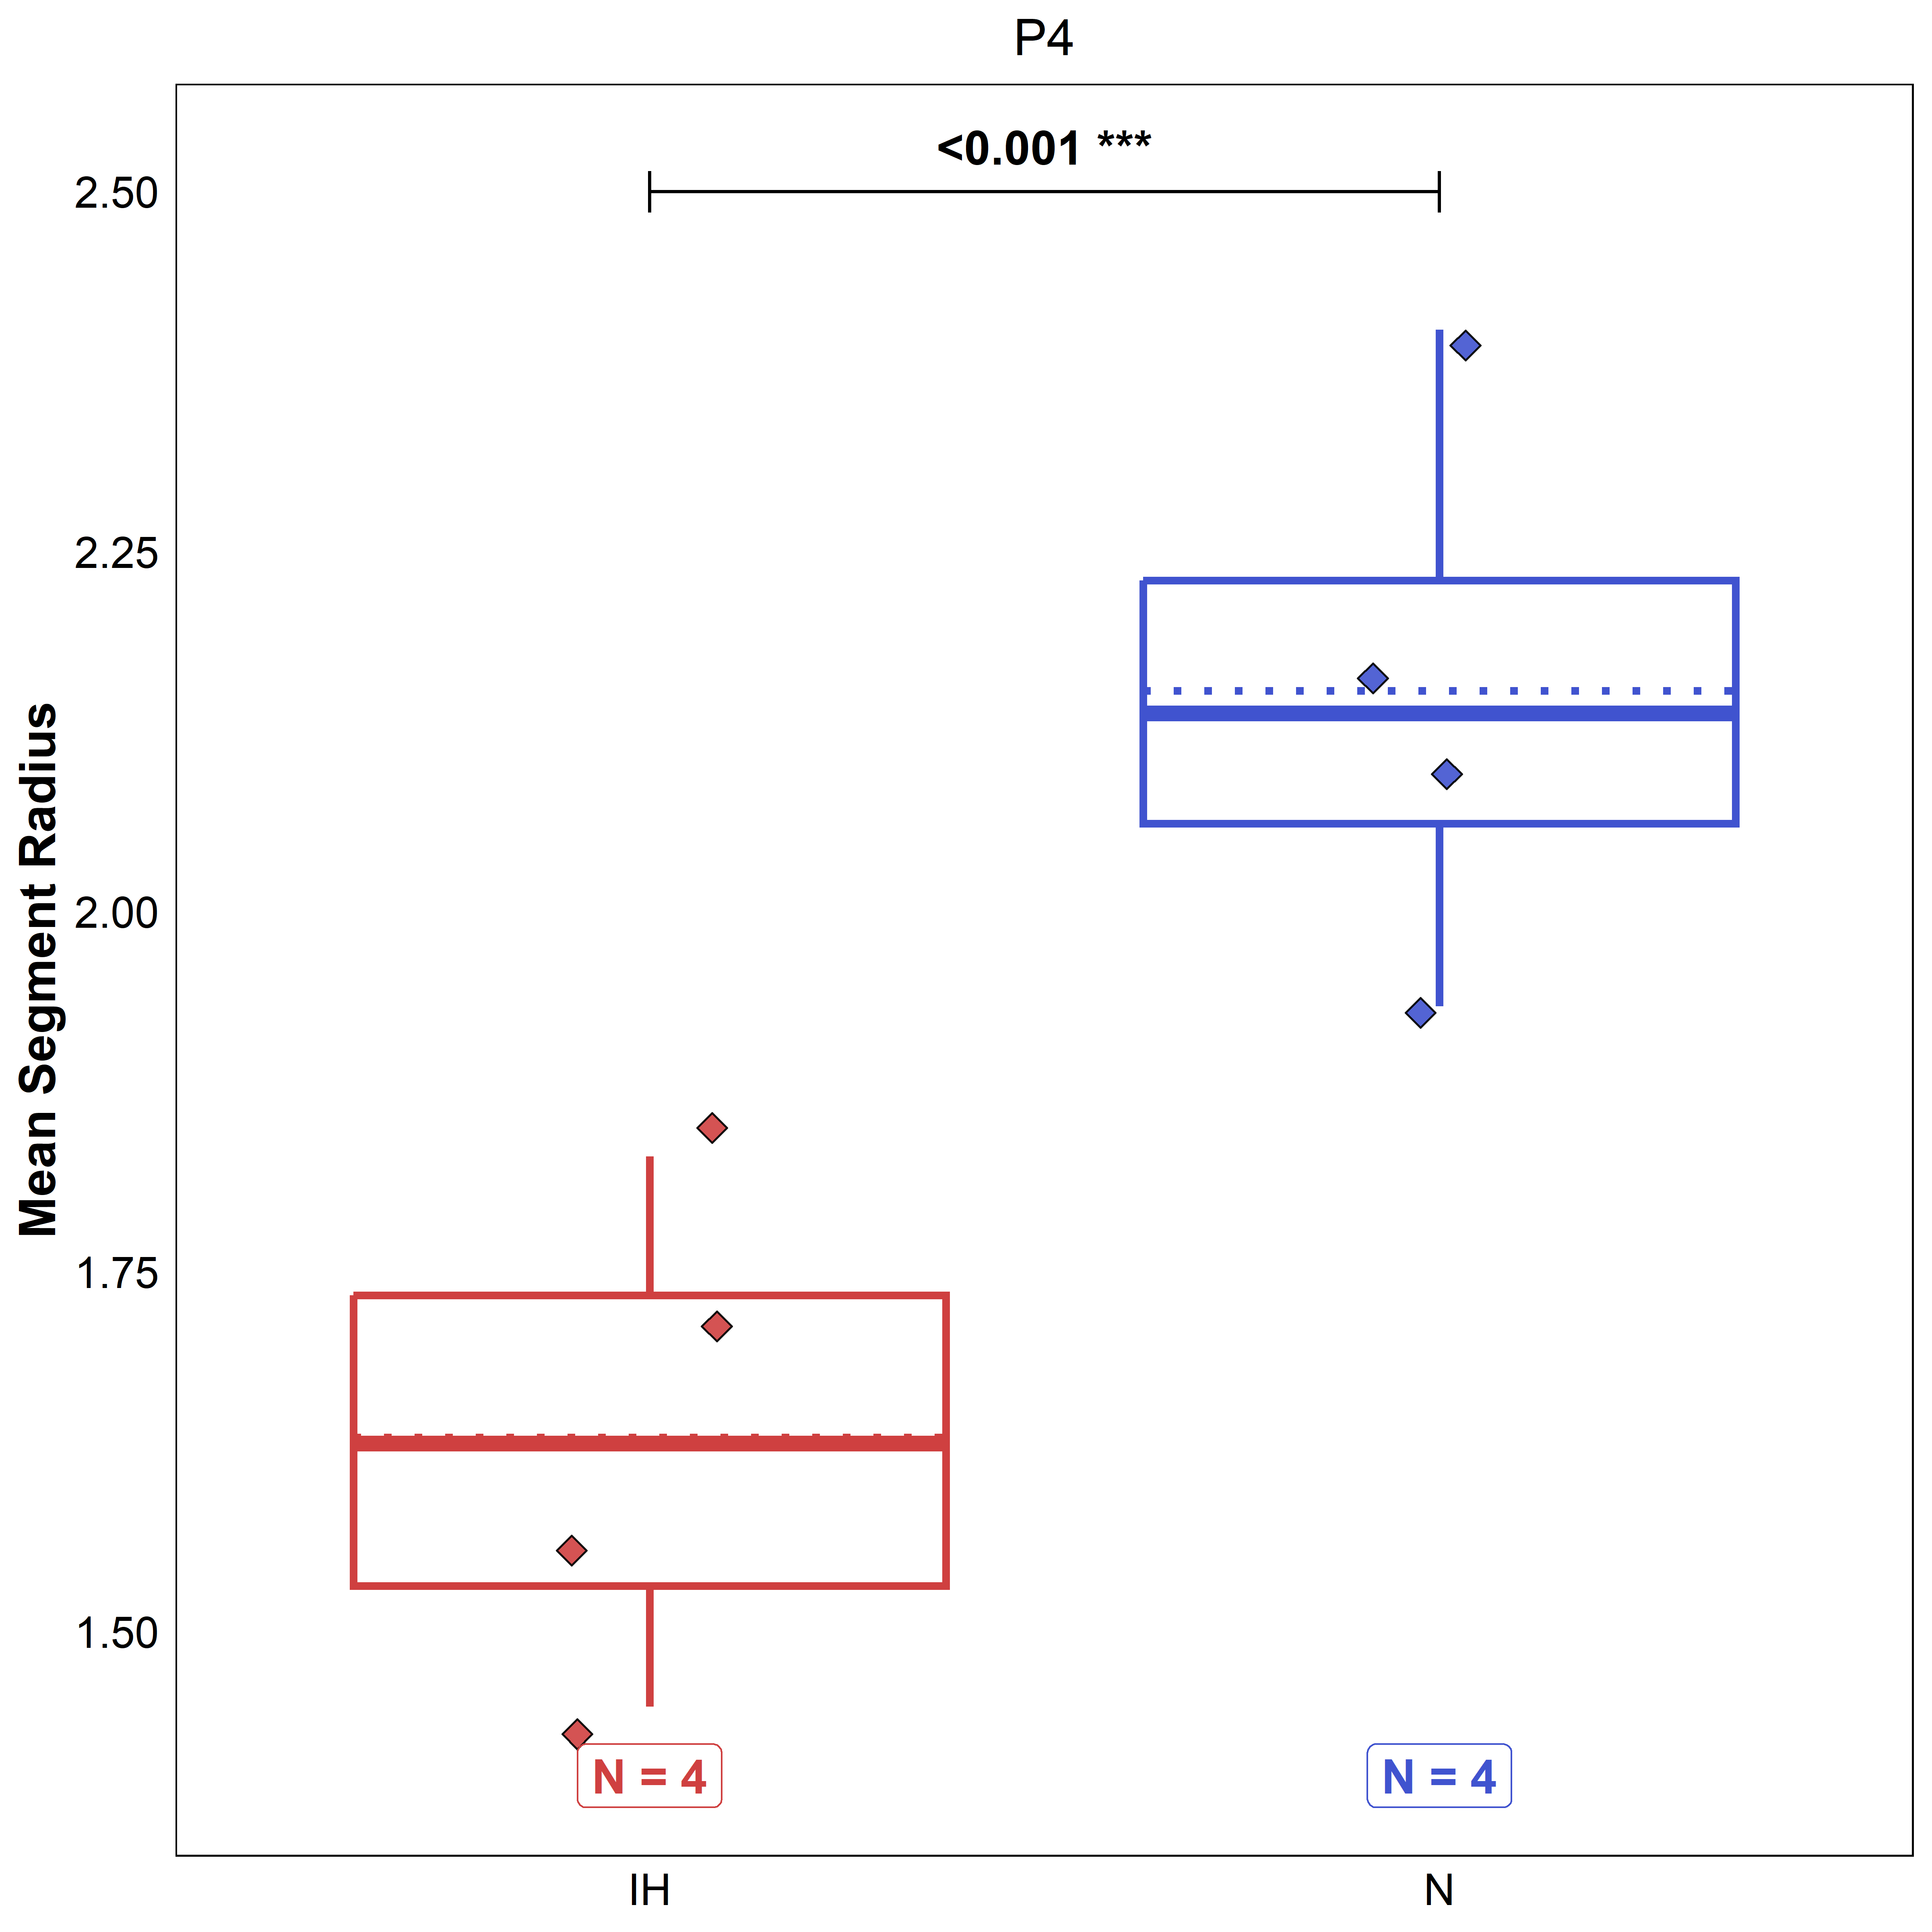 P4
<0.001 ***
2.50
2.25
2.00
1.75
1.50
Mean Segment Radius
N = 4
N = 4
IH
N